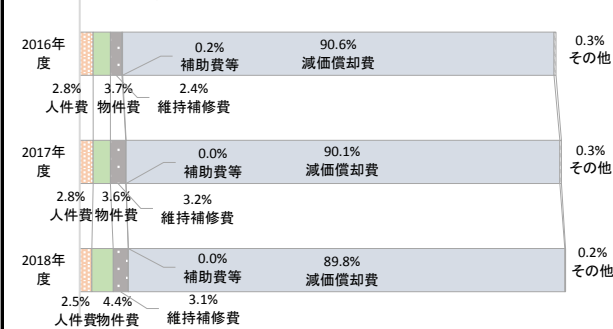 2016年
度
0.2%
補助費等
90.6%
減価償却費
0.3%
その他
2.8%
人件費
3.7%
物件費
2.4%
維持補修費
2017年
度
0.0%
補助費等
90.1%
減価償却費
0.3%
その他
2.8%
人件費
3.6%
物件費
3.2%
維持補修費
2018年
度
0.0%
補助費等
89.8%
減価償却費
0.2%
その他
2.5%
人件費
4.4%
物件費
3.1%
維持補修費